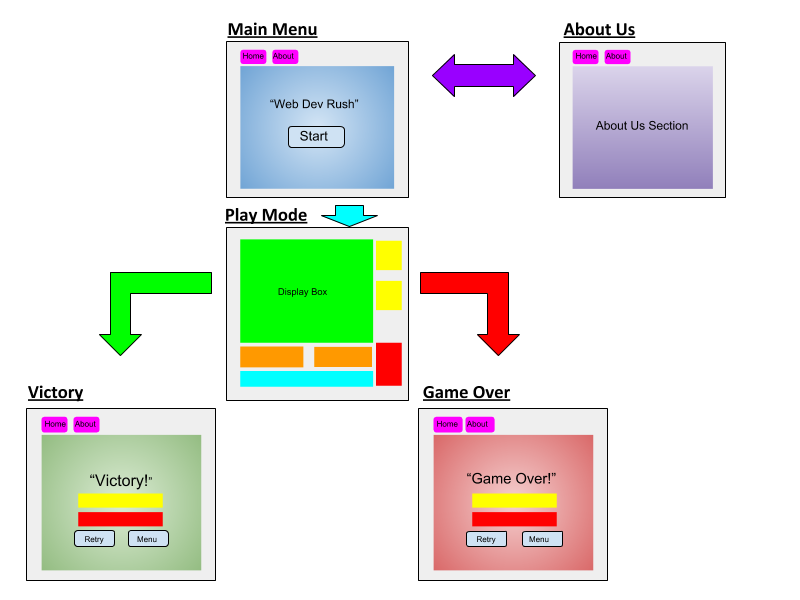 Main Menu
Home About
“Web Dev Rush”
Start
About Us
Home About
About Us Section
Play Mode
Display Box
Victory
Home About
“Victory!”
Retry Menu
Game Over
Home About
“Game Over!”
Retry Menu